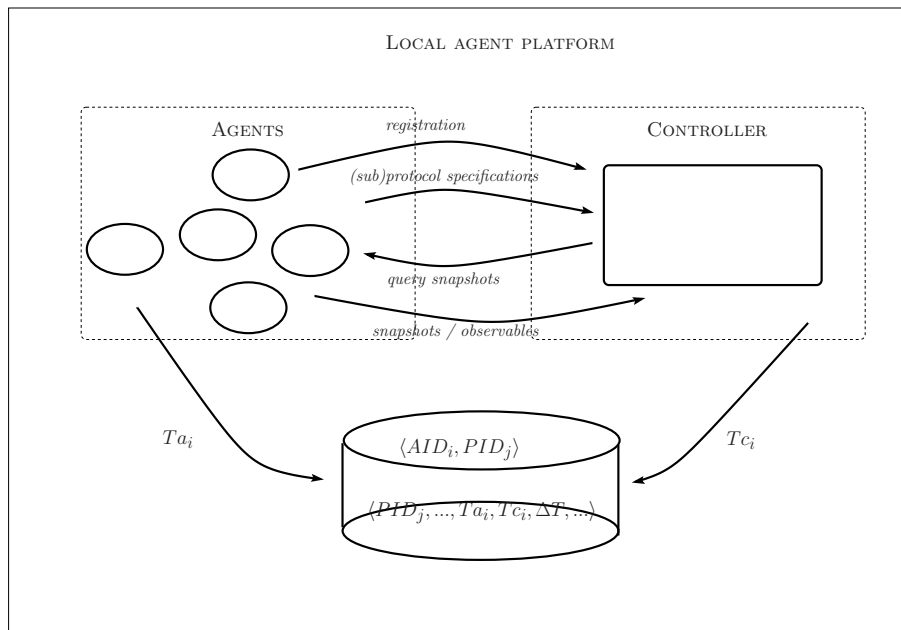 LOCAL AGENT PLATFORM
AGENTS
registration
CONTROLLER
(sub)protocol specifications
query snapshots
snapshots / observables
Ta_i
Tc_i
⟨AID_i, PID_j⟩
⟨PID_j, ..., Ta_i, Tc_i, ΔT, ...⟩